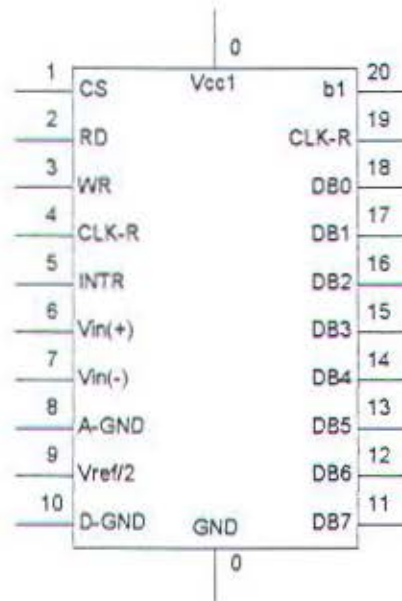 0
1 CS Vcc1 b1 20
2 RD CLK-R 19
3 WR DB0 18
4 CLK-R DB1 17
5 INTR DB2 16
6 Vin(+) DB3 15
7 Vin(-) DB4 14
8 A-GND DB5 13
9 Vref/2 DB6 12
10 D-GND GND DB7 11
0